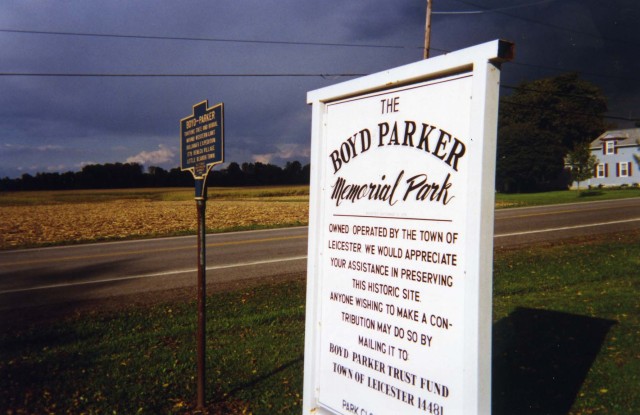 BOYD-PARKER
THE
BOYD PARKER
Memorial Park
OWNED OPERATED BY THE TOWN OF
LEICESTER WE WOULD APPRECIATE
YOUR ASSISTANCE IN PRESERVING
THIS HISTORIC SITE
ANYONE WISHING TO MAKE A CON-
TRIBUTION MAY DO SO BY
MAILING IT TO
BOYD PARKER TRUST FUND
TOWN OF LEICESTER 14481
PARK